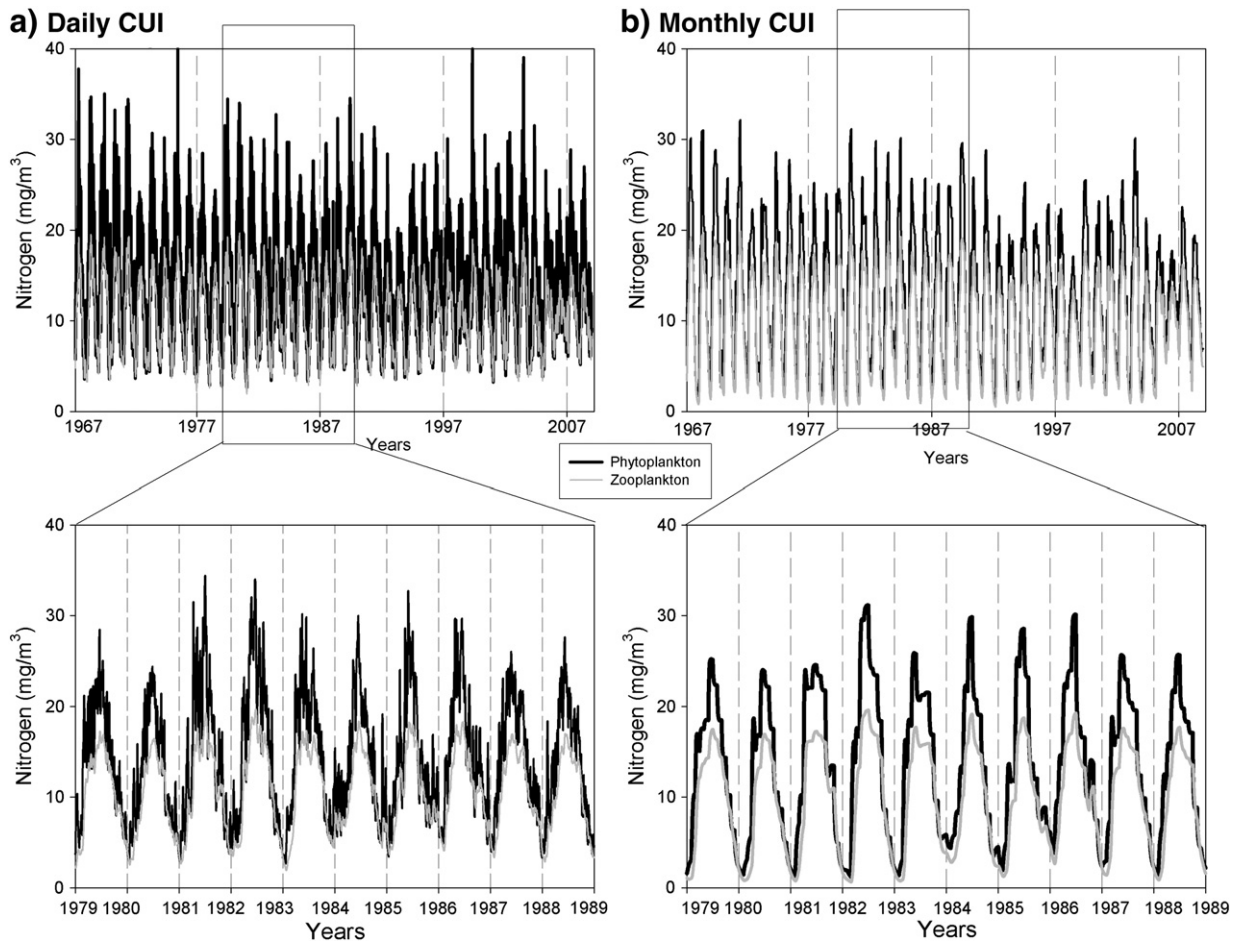 a) Daily CUI
40
30
20
10
0
Nitrogen (mg/m³)
1967 1977 1987 1997 2007
Years
b) Monthly CUI
40
30
20
10
0
Nitrogen (mg/m³)
1967 1977 1987 1997 2007
Years
Phytoplankton
Zooplankton
40
30
20
10
0
Nitrogen (mg/m³)
1979 1980 1981 1982 1983 1984 1985 1986 1987 1988 1989
Years
40
30
20
10
0
Nitrogen (mg/m³)
1979 1980 1981 1982 1983 1984 1985 1986 1987 1988 1989
Years